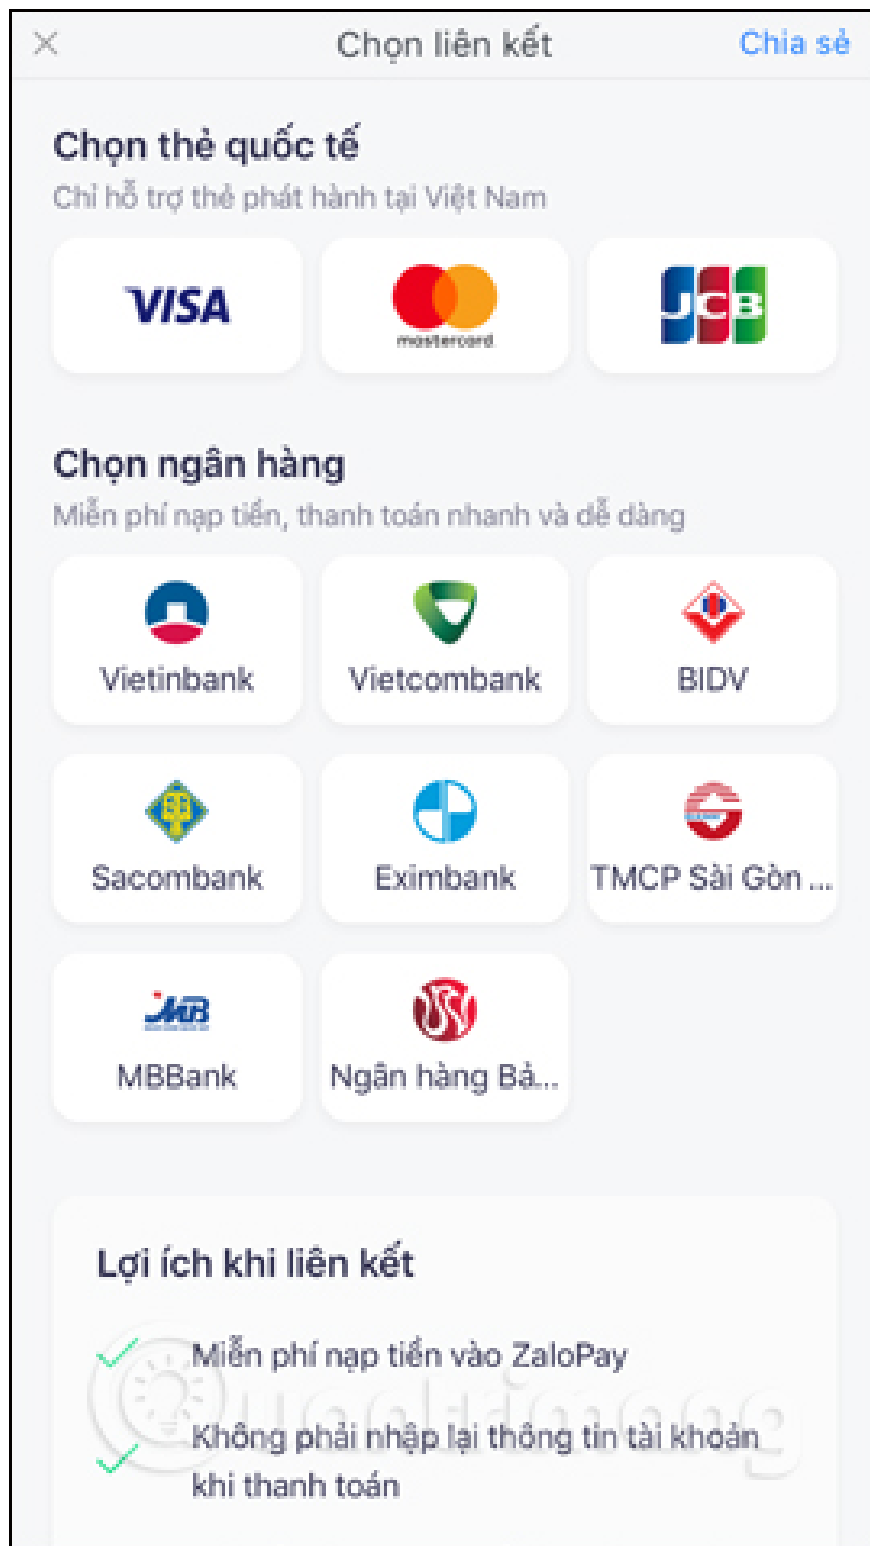 Chọn liên kết
Chia sẻ
Chọn thẻ quốc tế
Chỉ hỗ trợ thẻ phát hành tại Việt Nam
VISA
mastercard.
JCB
Chọn ngân hàng
Miễn phí nạp tiền, thanh toán nhanh và dễ dàng
Vietinbank
Vietcombank
BIDV
Sacombank
Eximbank
TMCP Sài Gòn ...
MB
MBBank
Ngân hàng Bả...
Lợi ích khi liên kết
Miễn phí nạp tiền vào ZaloPay
Quantrimang
Không phải nhập lại thông tin tài khoản
khi thanh toán